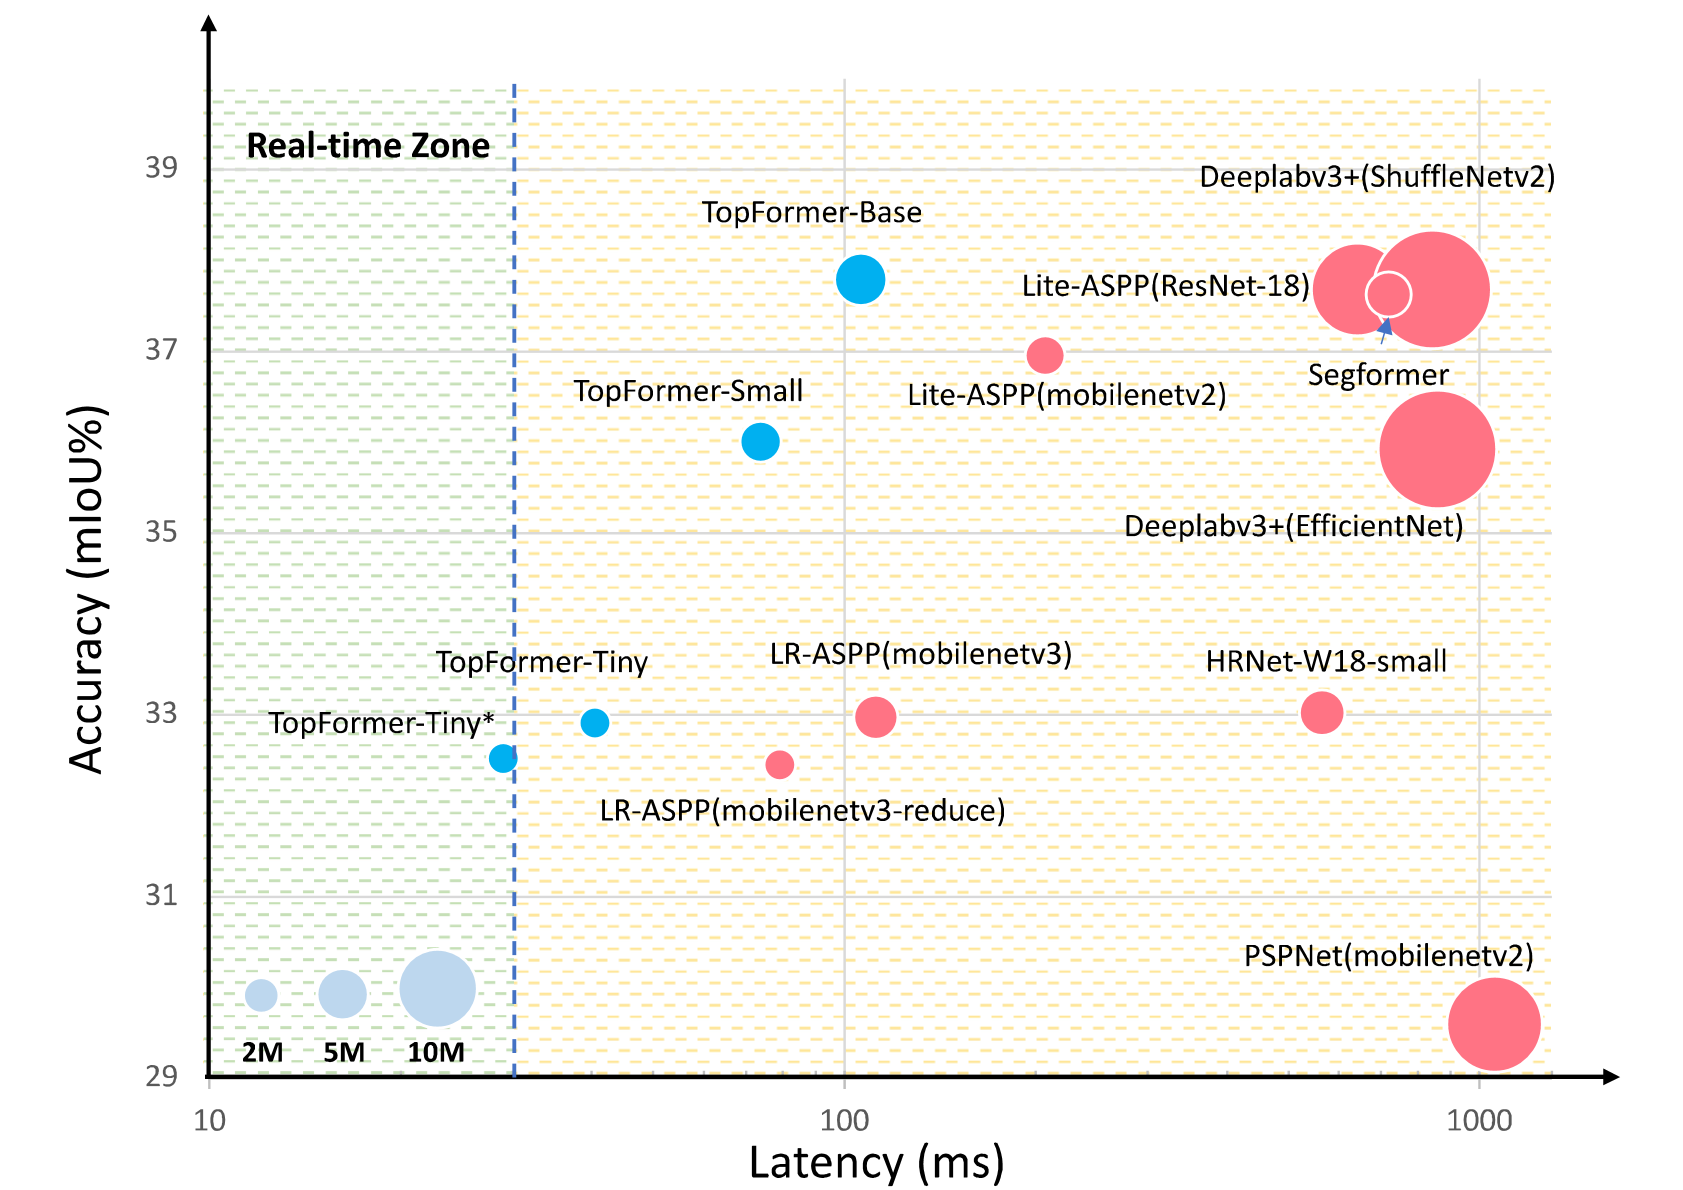 Real-time Zone
39
Deeplabv3+(ShuffleNetv2)
TopFormer-Base
Lite-ASPP(ResNet-18)
37
Segformer
TopFormer-Small
Lite-ASPP(mobilenetv2)
35
Deeplabv3+(EfficientNet)
TopFormer-Tiny
LR-ASPP(mobilenetv3)
HRNet-W18-small
33
TopFormer-Tiny*
LR-ASPP(mobilenetv3-reduce)
31
PSPNet(mobilenetv2)
2M 5M 10M
29
10 100 1000
Latency (ms)
Accuracy (mIoU%)